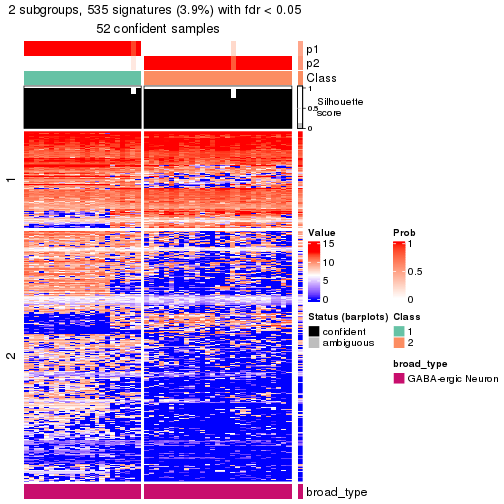 2 subgroups, 535 signatures (3.9%) with fdr < 0.05
52 confident samples
p1
p2
Class
1
0.5
0
Silhouette
score
1
2
Value
15
10
5
0
Prob
1
0.5
0
Status (barplots)
confident
ambiguous
Class
1
2
broad_type
GABA-ergic Neuron
broad_type